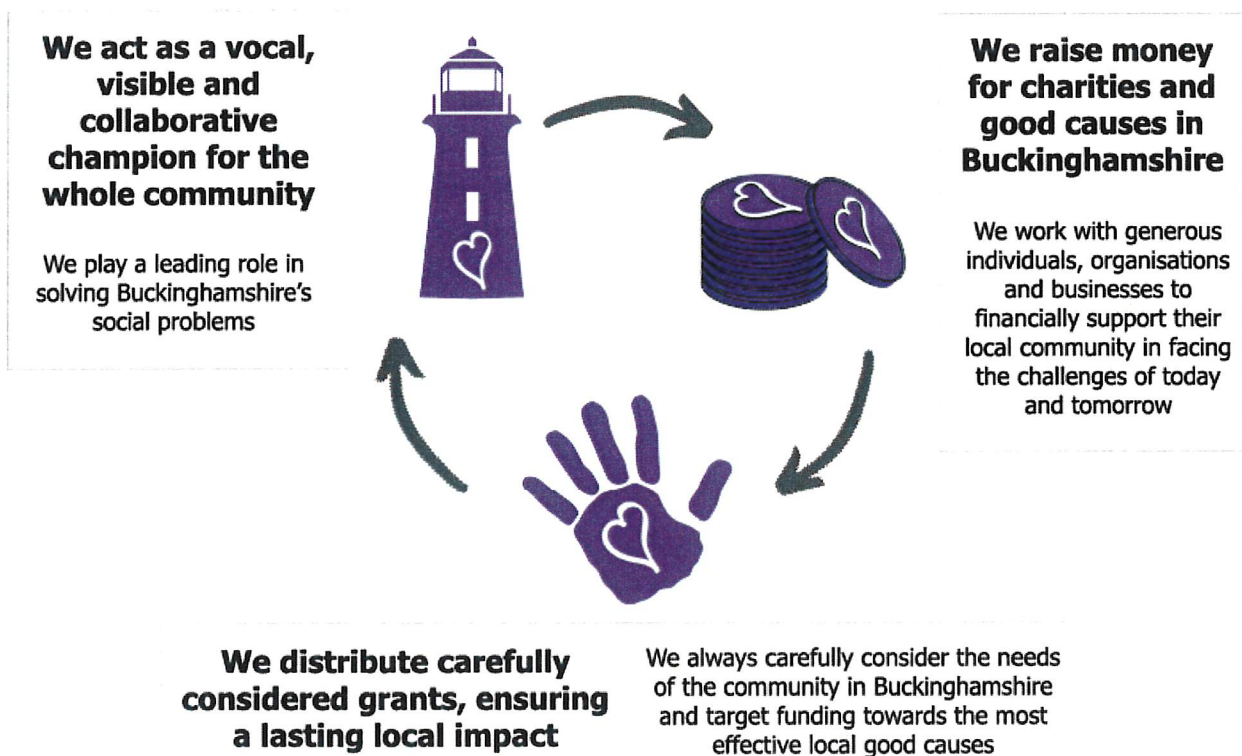 We act as a vocal,
visible and
collaborative
champion for the
whole community
We play a leading role in
solving Buckinghamshire's
social problems
We raise money
for charities and
good causes in
Buckinghamshire
We work with generous
individuals, organisations
and businesses to
financially support their
local community in facing
the challenges of today
and tomorrow
We distribute carefully
considered grants, ensuring
a lasting local impact
We always carefully consider the needs
of the community in Buckinghamshire
and target funding towards the most
effective local good causes